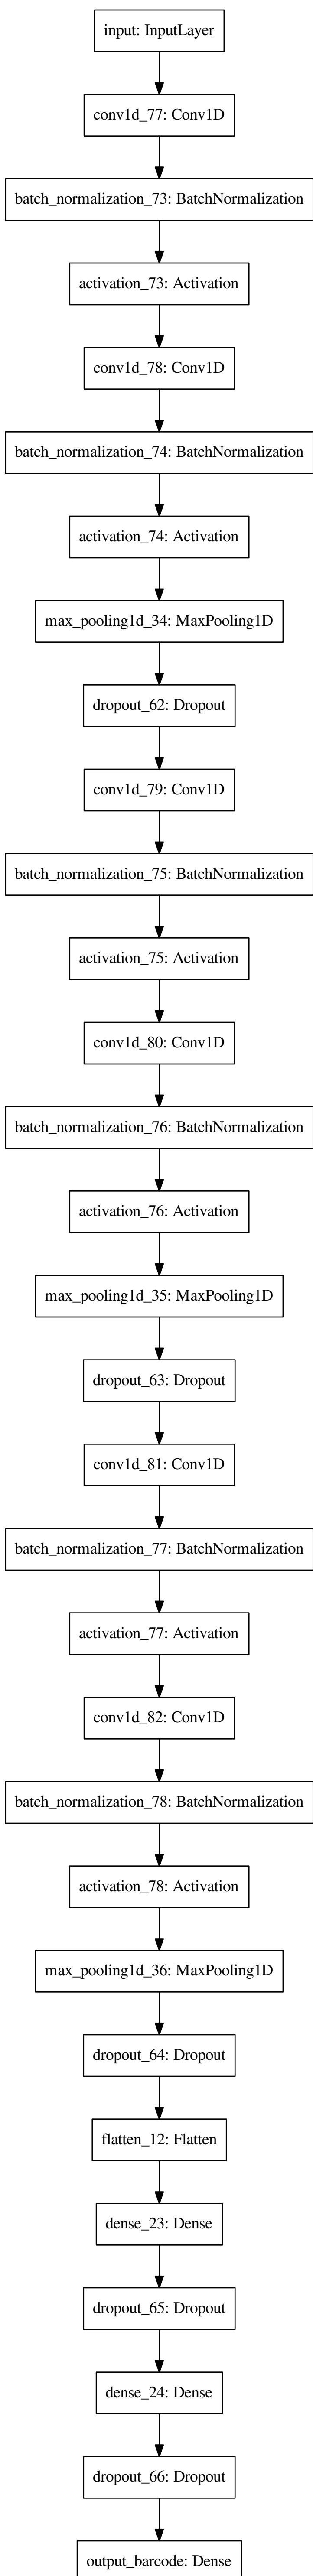 input: InputLayer
conv1d_77: Conv1D
batch_normalization_73: BatchNormalization
activation_73: Activation
conv1d_78: Conv1D
batch_normalization_74: BatchNormalization
activation_74: Activation
max_pooling1d_34: MaxPooling1D
dropout_62: Dropout
conv1d_79: Conv1D
batch_normalization_75: BatchNormalization
activation_75: Activation
conv1d_80: Conv1D
batch_normalization_76: BatchNormalization
activation_76: Activation
max_pooling1d_35: MaxPooling1D
dropout_63: Dropout
conv1d_81: Conv1D
batch_normalization_77: BatchNormalization
activation_77: Activation
conv1d_82: Conv1D
batch_normalization_78: BatchNormalization
activation_78: Activation
max_pooling1d_36: MaxPooling1D
dropout_64: Dropout
flatten_12: Flatten
dense_23: Dense
dropout_65: Dropout
dense_24: Dense
dropout_66: Dropout
output_barcode: Dense